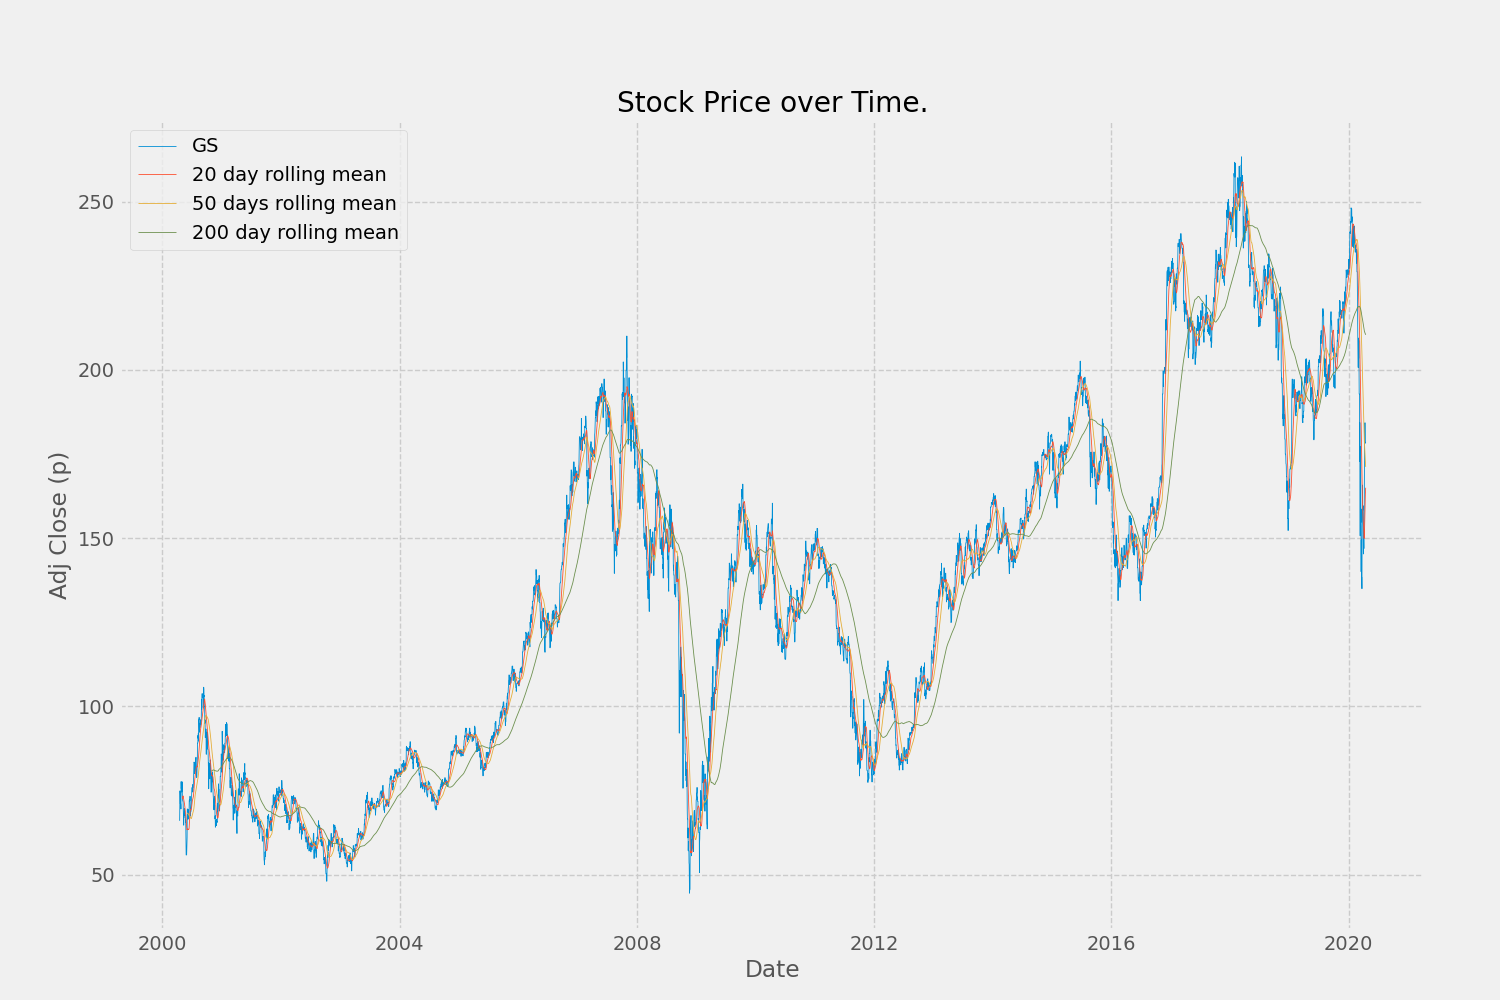 Stock Price over Time.
GS
20 day rolling mean
50 days rolling mean
200 day rolling mean
Adj Close (p)
250
200
150
100
50
2000 2004 2008 2012 2016 2020
Date